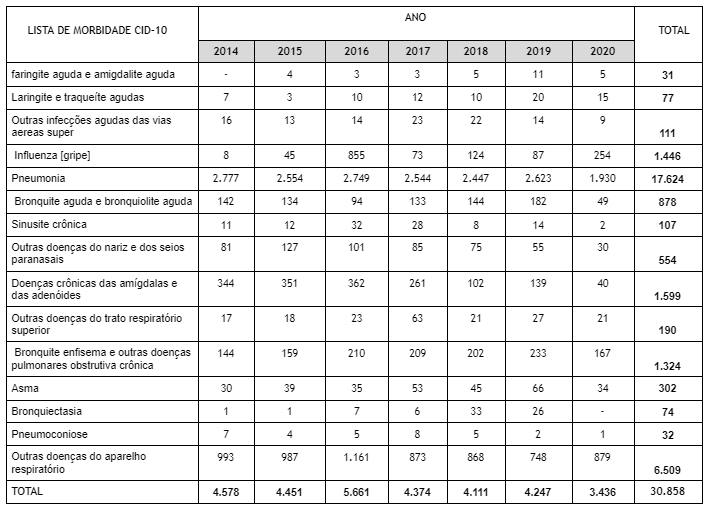 LISTA DE MORBIDADE CID-10 ANO TOTAL
2014 2015 2016 2017 2018 2019 2020
faringite aguda e amigdalite aguda - 4 3 3 5 11 5 31
Laringite e traqueíte agudas 7 3 10 12 10 20 15 77
Outras infecções agudas das vias 16 13 14 23 22 14 9
aereas super 111
Influenza [gripe] 8 45 855 73 124 87 254 1.446
Pneumonia 2.777 2.554 2.749 2.544 2.447 2.623 1.930 17.624
Bronquite aguda e bronquiolite aguda 142 134 94 133 144 182 49 878
Sinusite crônica 11 12 32 28 8 14 2 107
Outras doenças do nariz e dos seios 81 127 101 85 75 55 30
paranasais 554
Doenças crônicas das amígdalas e 344 351 362 261 102 139 40
das adenóides 1.599
Outras doenças do trato respiratório 17 18 23 63 21 27 21
superior 190
Bronquite enfisema e outras doenças 144 159 210 209 202 233 167
pulmonares obstrutiva crônica 1.324
Asma 30 39 35 53 45 66 34 302
Bronquiectasia 1 1 7 6 33 26 - 74
Pneumoconiose 7 4 5 8 5 2 1 32
Outras doenças do aparelho 993 987 1.161 873 868 748 879
respiratório 6.509
TOTAL 4.578 4.451 5.661 4.374 4.111 4.247 3.436 30.858